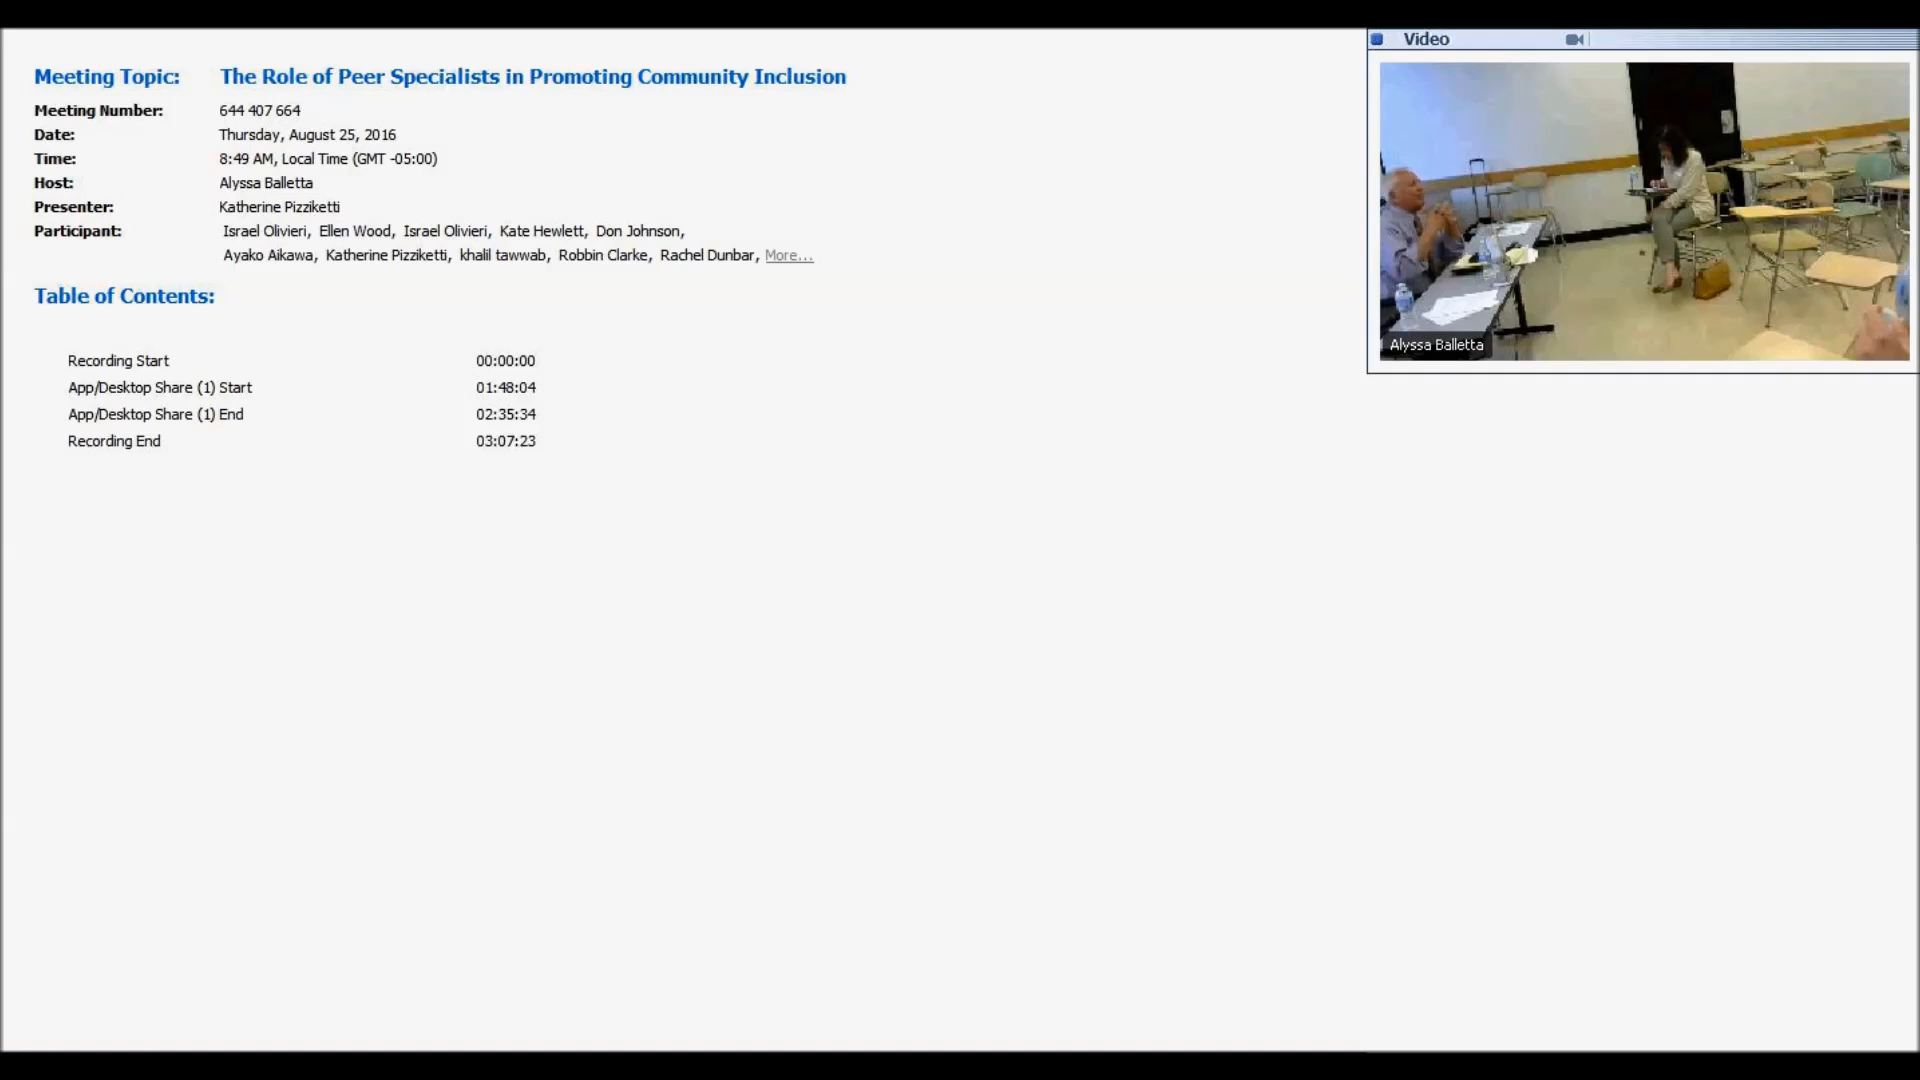 Meeting Topic: The Role of Peer Specialists in Promoting Community Inclusion
Meeting Number: 644 407 664
Date: Thursday, August 25, 2016
Time: 8:49 AM, Local Time (GMT -05:00)
Host: Alyssa Balletta
Presenter: Katherine Pizziketti
Participant: Israel Olivieri, Ellen Wood, Israel Olivieri, Kate Hewlett, Don Johnson,
Ayako Aikawa, Katherine Pizziketti, khalil tawwab, Robbin Clarke, Rachel Dunbar, More...
Table of Contents:
Recording Start 00:00:00
App/Desktop Share (1) Start 01:48:04
App/Desktop Share (1) End 02:35:34
Recording End 03:07:23
Video
Alyssa Balletta